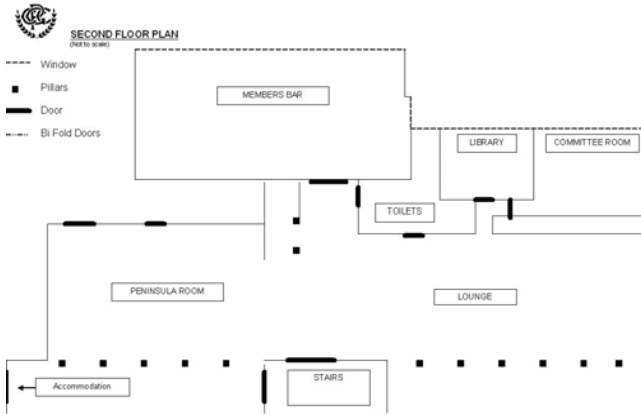 SECOND FLOOR PLAN
(Not to scale)
Window
Pillars
Door
Bi Fold Doors
MEMBERS BAR
LIBRARY
COMMITTEE ROOM
TOILETS
PENINSULA ROOM
LOUNGE
Accommodation
STAIRS